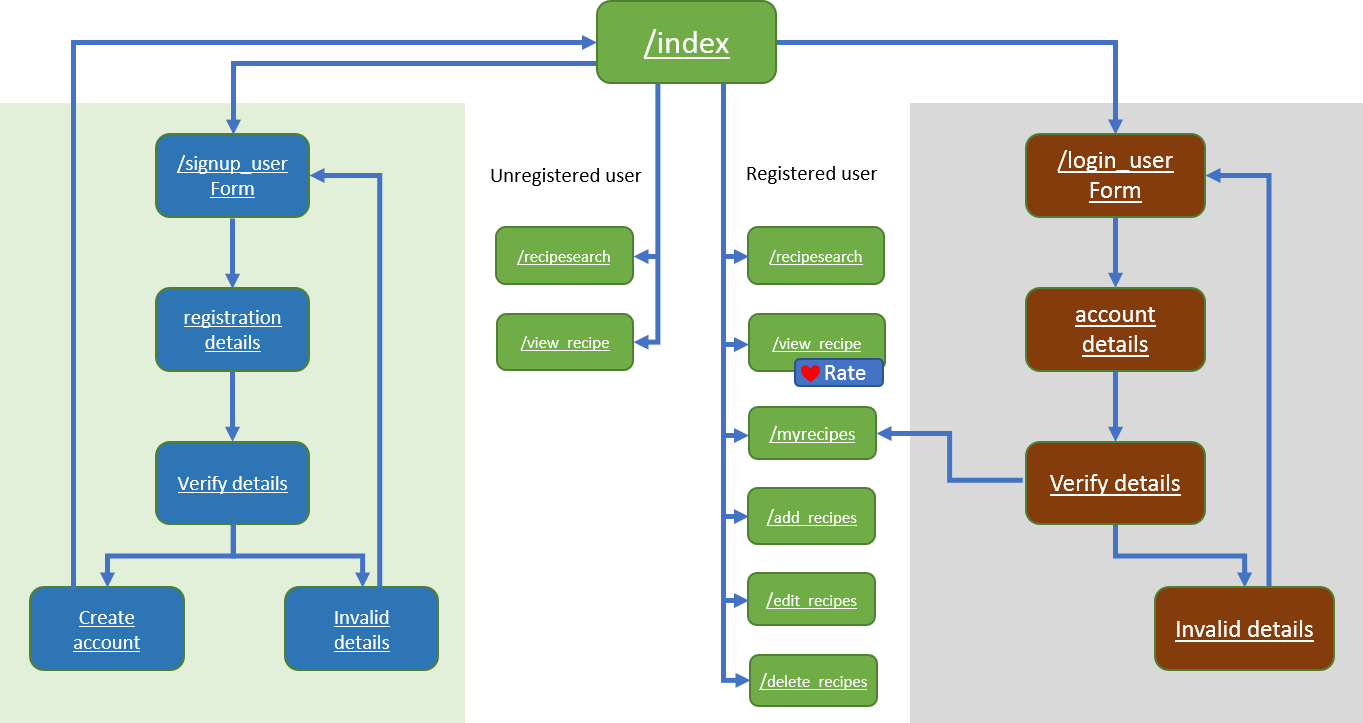 /index
/signup_user
Form
registration
details
Verify details
Create
account
Invalid
details
Unregistered user
/recipesearch
/view_recipe
Registered user
/recipesearch
/view_recipe
Rate
/myrecipes
/add_recipes
/edit_recipes
/delete_recipes
/login_user
Form
account
details
Verify details
Invalid details